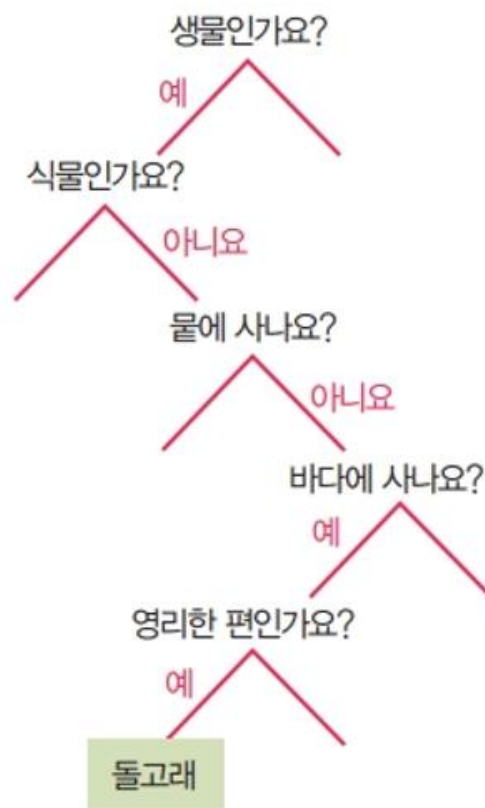 생물인가요?
예
식물인가요?
아니요
뭍에 사나요?
아니요
바다에 사나요?
예
영리한 편인가요?
예
돌고래